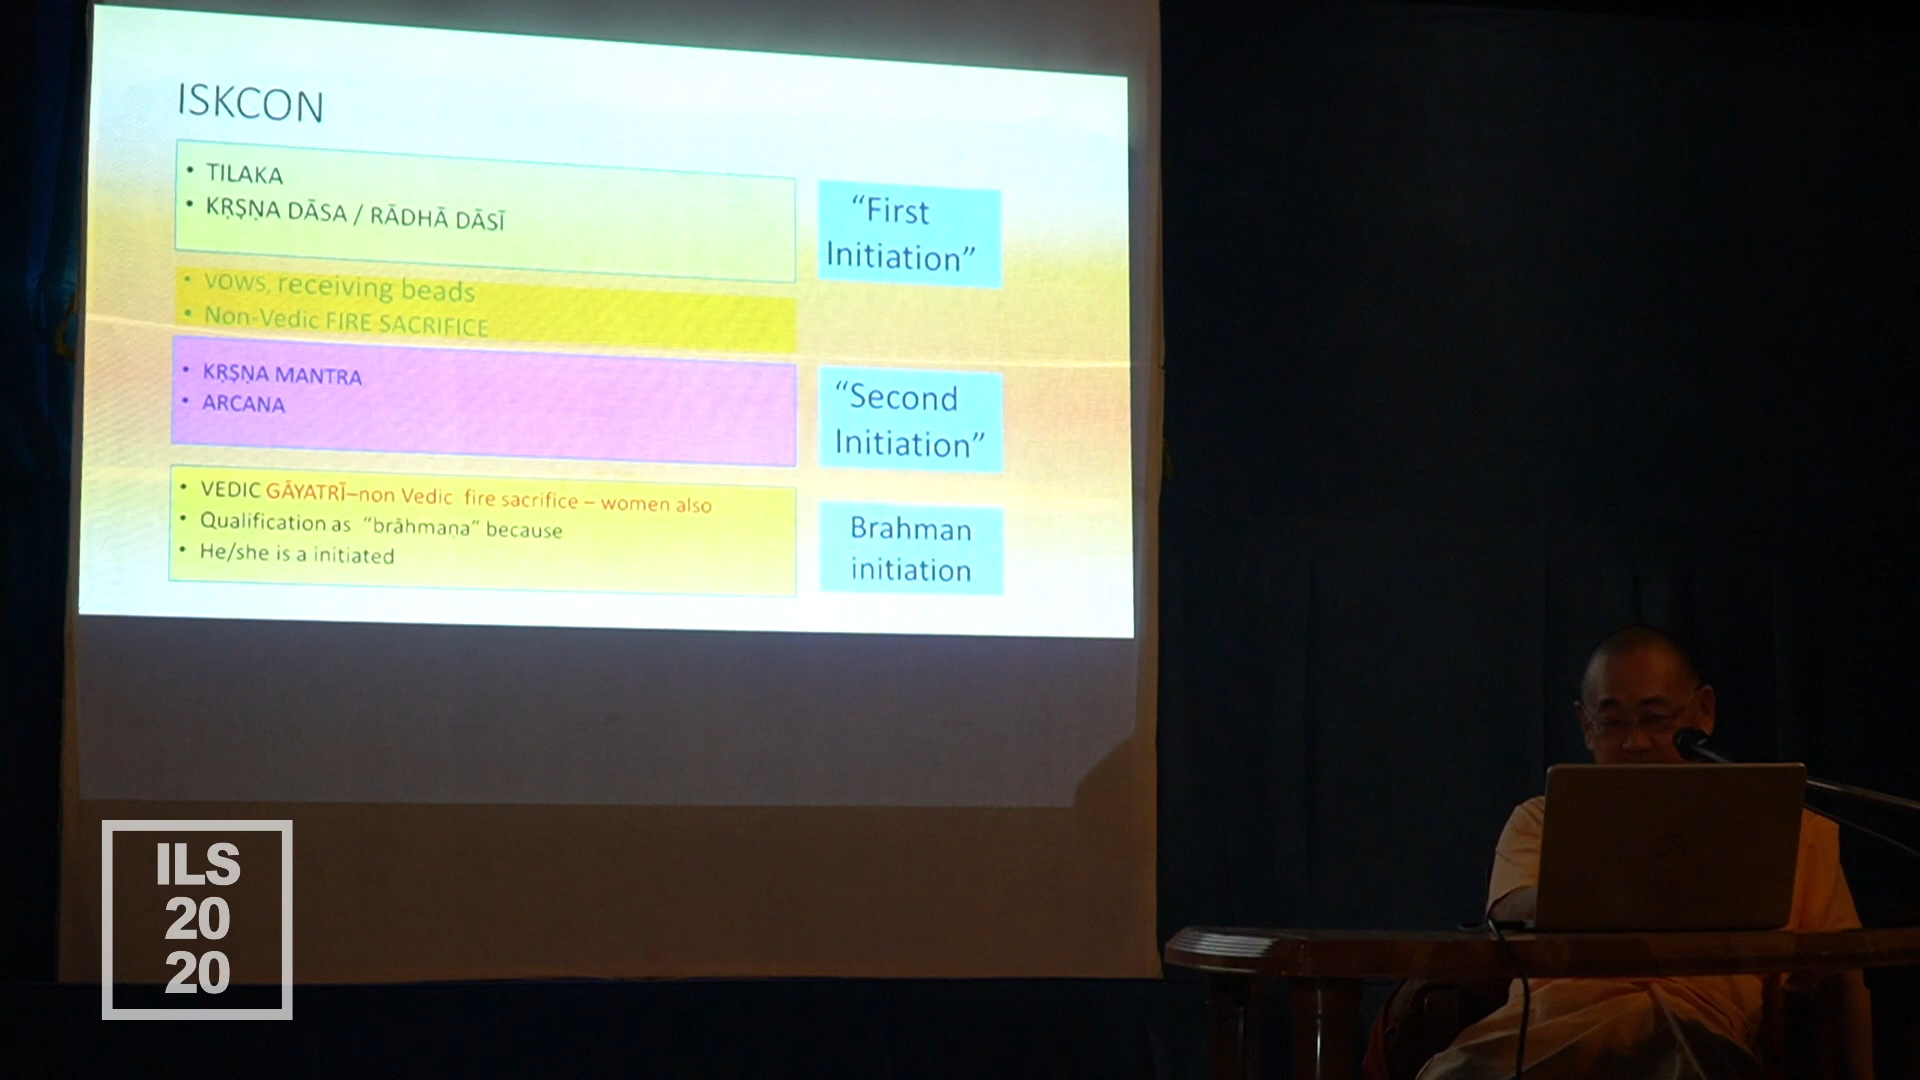 ISKCON
• TILAKA
• KṚṢṆA DĀSA / RĀDHĀ DĀSĪ
"First
Initiation"
• vows, receiving beads
• Non-Vedic FIRE SACRIFICE
• KṚṢṆA MANTRA
• ARCANA
"Second
Initiation"
• VEDIC GĀYATRĪ–non Vedic fire sacrifice – women also
• Qualification as "brāhmaṇa" because
• He/she is a initiated
Brahman
initiation
ILS
20
20